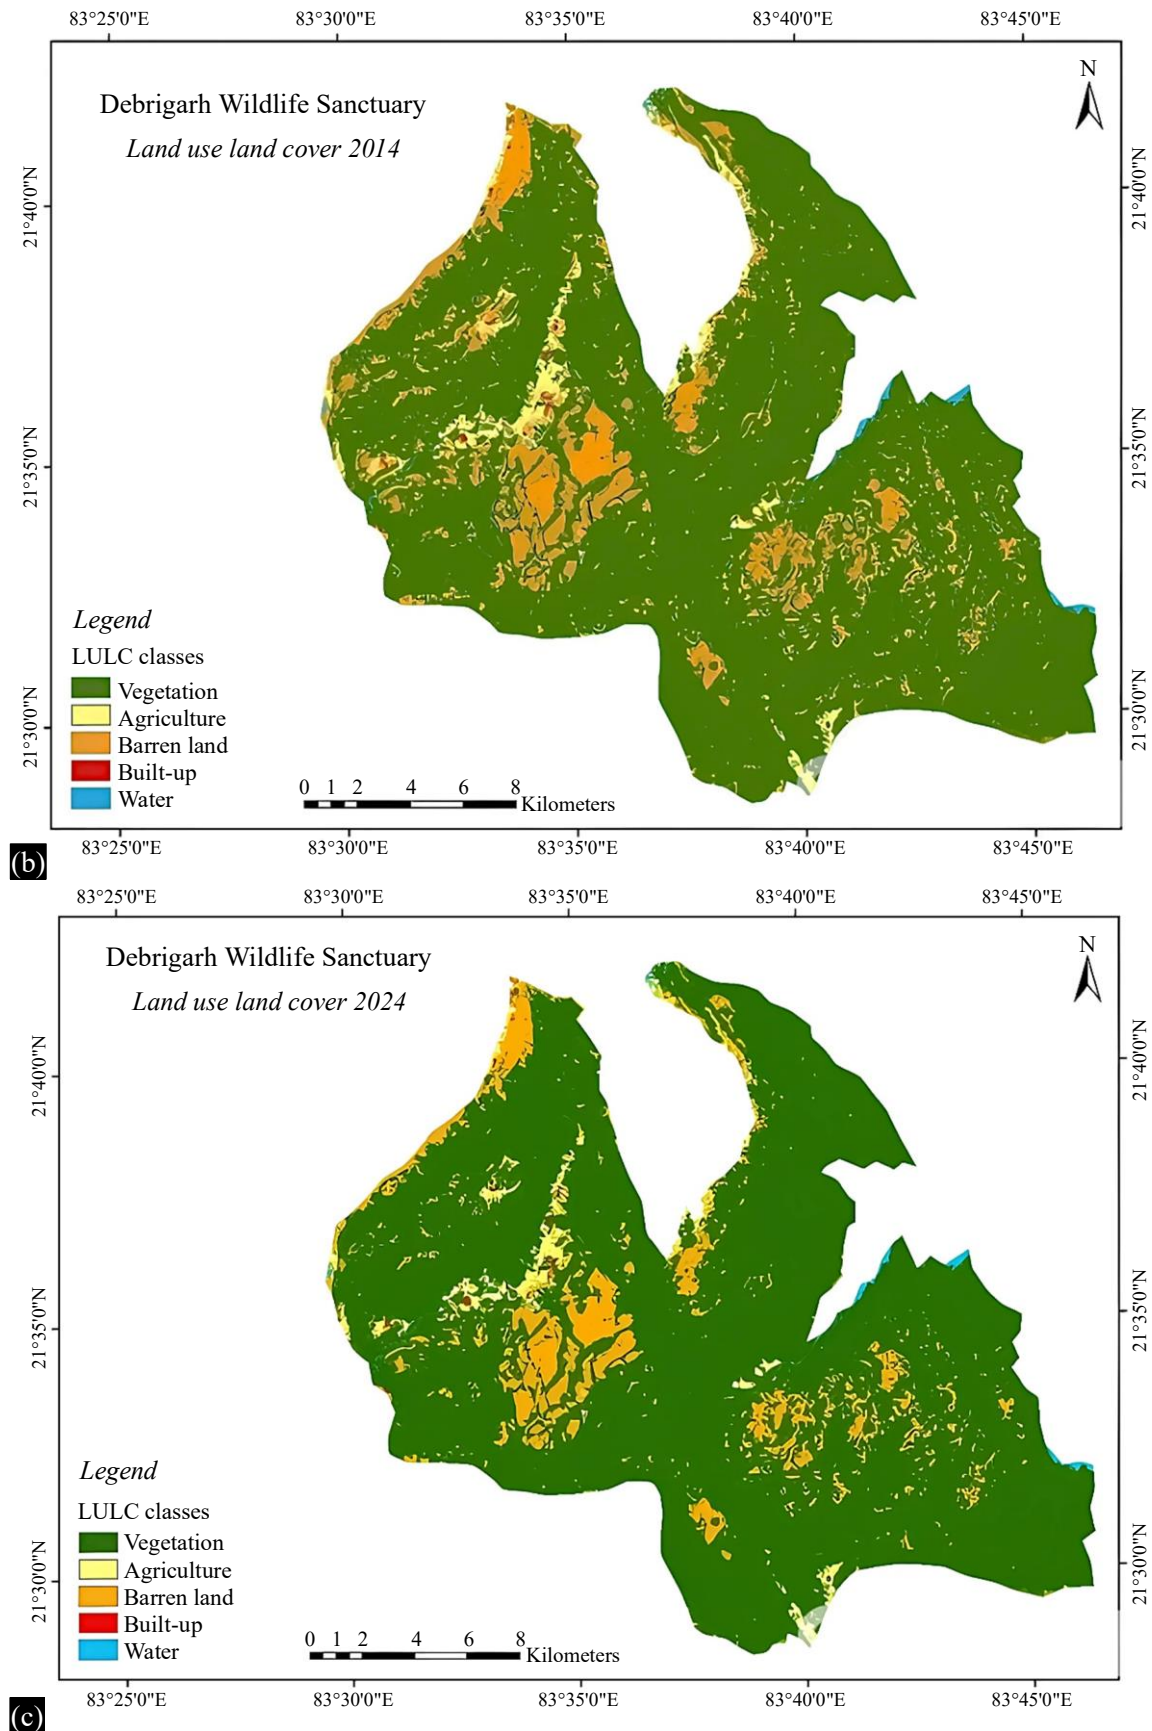 83°25'0"E 83°30'0"E 83°35'0"E 83°40'0"E 83°45'0"E
N
Debrigarh Wildlife Sanctuary
Land use land cover 2014
21°40'0"N 21°40'0"N
21°35'0"N 21°35'0"N
21°30'0"N 21°30'0"N
Legend
LULC classes
Vegetation
Agriculture
Barren land
Built-up
Water
0 1 2 4 6 8
Kilometers
83°25'0"E 83°30'0"E 83°35'0"E 83°40'0"E 83°45'0"E
(b)
83°25'0"E 83°30'0"E 83°35'0"E 83°40'0"E 83°45'0"E
N
Debrigarh Wildlife Sanctuary
Land use land cover 2024
21°40'0"N 21°40'0"N
21°35'0"N 21°35'0"N
21°30'0"N 21°30'0"N
Legend
LULC classes
Vegetation
Agriculture
Barren land
Built-up
Water
0 1 2 4 6 8
Kilometers
83°25'0"E 83°30'0"E 83°35'0"E 83°40'0"E 83°45'0"E
(c)